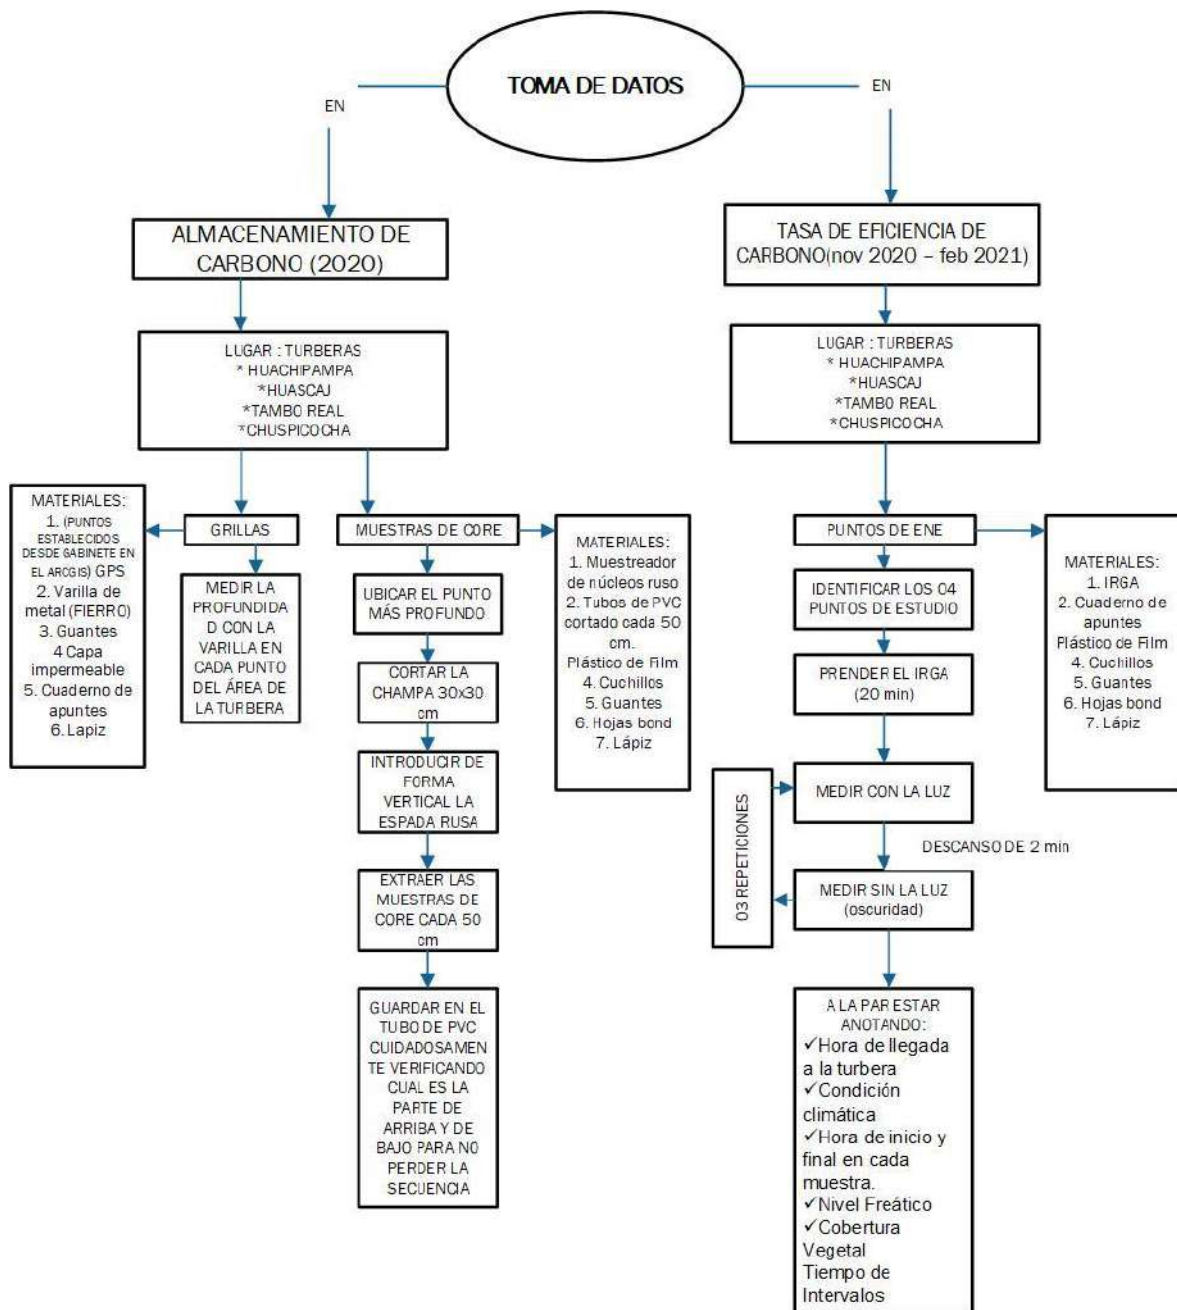 TOMA DE DATOS
EN
EN
ALMACENAMIENTO DE
CARBONO (2020)
LUGAR : TURBERAS
* HUACHIPAMPA
*HUASCAJ
*TAMBO REAL
*CHUSPICOCHA
MATERIALES:
1. (PUNTOS
ESTABLECIDOS
DESDE GABINETE EN
EL ARCGIS) GPS
2. Varilla de
metal (FIERRO)
3. Guantes
4 Capa
impermeable
5. Cuaderno de
apuntes
6. Lapiz
GRILLAS
MEDIR LA
PROFUNDIDA
D CON LA
VARILLA EN
CADA PUNTO
DEL ÁREA DE
LA TURBERA
MUESTRAS DE CORE
UBICAR EL PUNTO
MÁS PROFUNDO
CORTAR LA
CHAMPA 30x30
cm
INTRODUCIR DE
FORMA
VERTICAL LA
ESPADA RUSA
EXTRAER LAS
MUESTRAS DE
CORE CADA 50
cm
GUARDAR EN EL
TUBO DE PVC
CUIDADOSAMEN
TE VERIFICANDO
CUAL ES LA
PARTE DE
ARRIBA Y DE
BAJO PARA NO
PERDER LA
SECUENCIA
MATERIALES:
1. Muestreador
de núcleos ruso
2. Tubos de PVC
cortado cada 50
cm.
Plástico de Film
4. Cuchillos
5. Guantes
6. Hojas bond
7. Lápiz
TASA DE EFICIENCIA DE
CARBONO(nov 2020 – feb 2021)
LUGAR : TURBERAS
* HUACHIPAMPA
*HUASCAJ
*TAMBO REAL
*CHUSPICOCHA
PUNTOS DE ENE
IDENTIFICAR LOS 04
PUNTOS DE ESTUDIO
PRENDER EL IRGA
(20 min)
MEDIR CON LA LUZ
DESCANSO DE 2 min
03 REPETICIONES
MEDIR SIN LA LUZ
(oscuridad)
A LA PAR ESTAR
ANOTANDO:
✓Hora de llegada
a la turbera
✓Condición
climática
✓Hora de inicio y
final en cada
muestra.
✓Nivel Freático
✓Cobertura
Vegetal
Tiempo de
Intervalos
MATERIALES:
1. IRGA
2. Cuaderno de
apuntes
Plástico de Film
4. Cuchillos
5. Guantes
6. Hojas bond
7. Lápiz